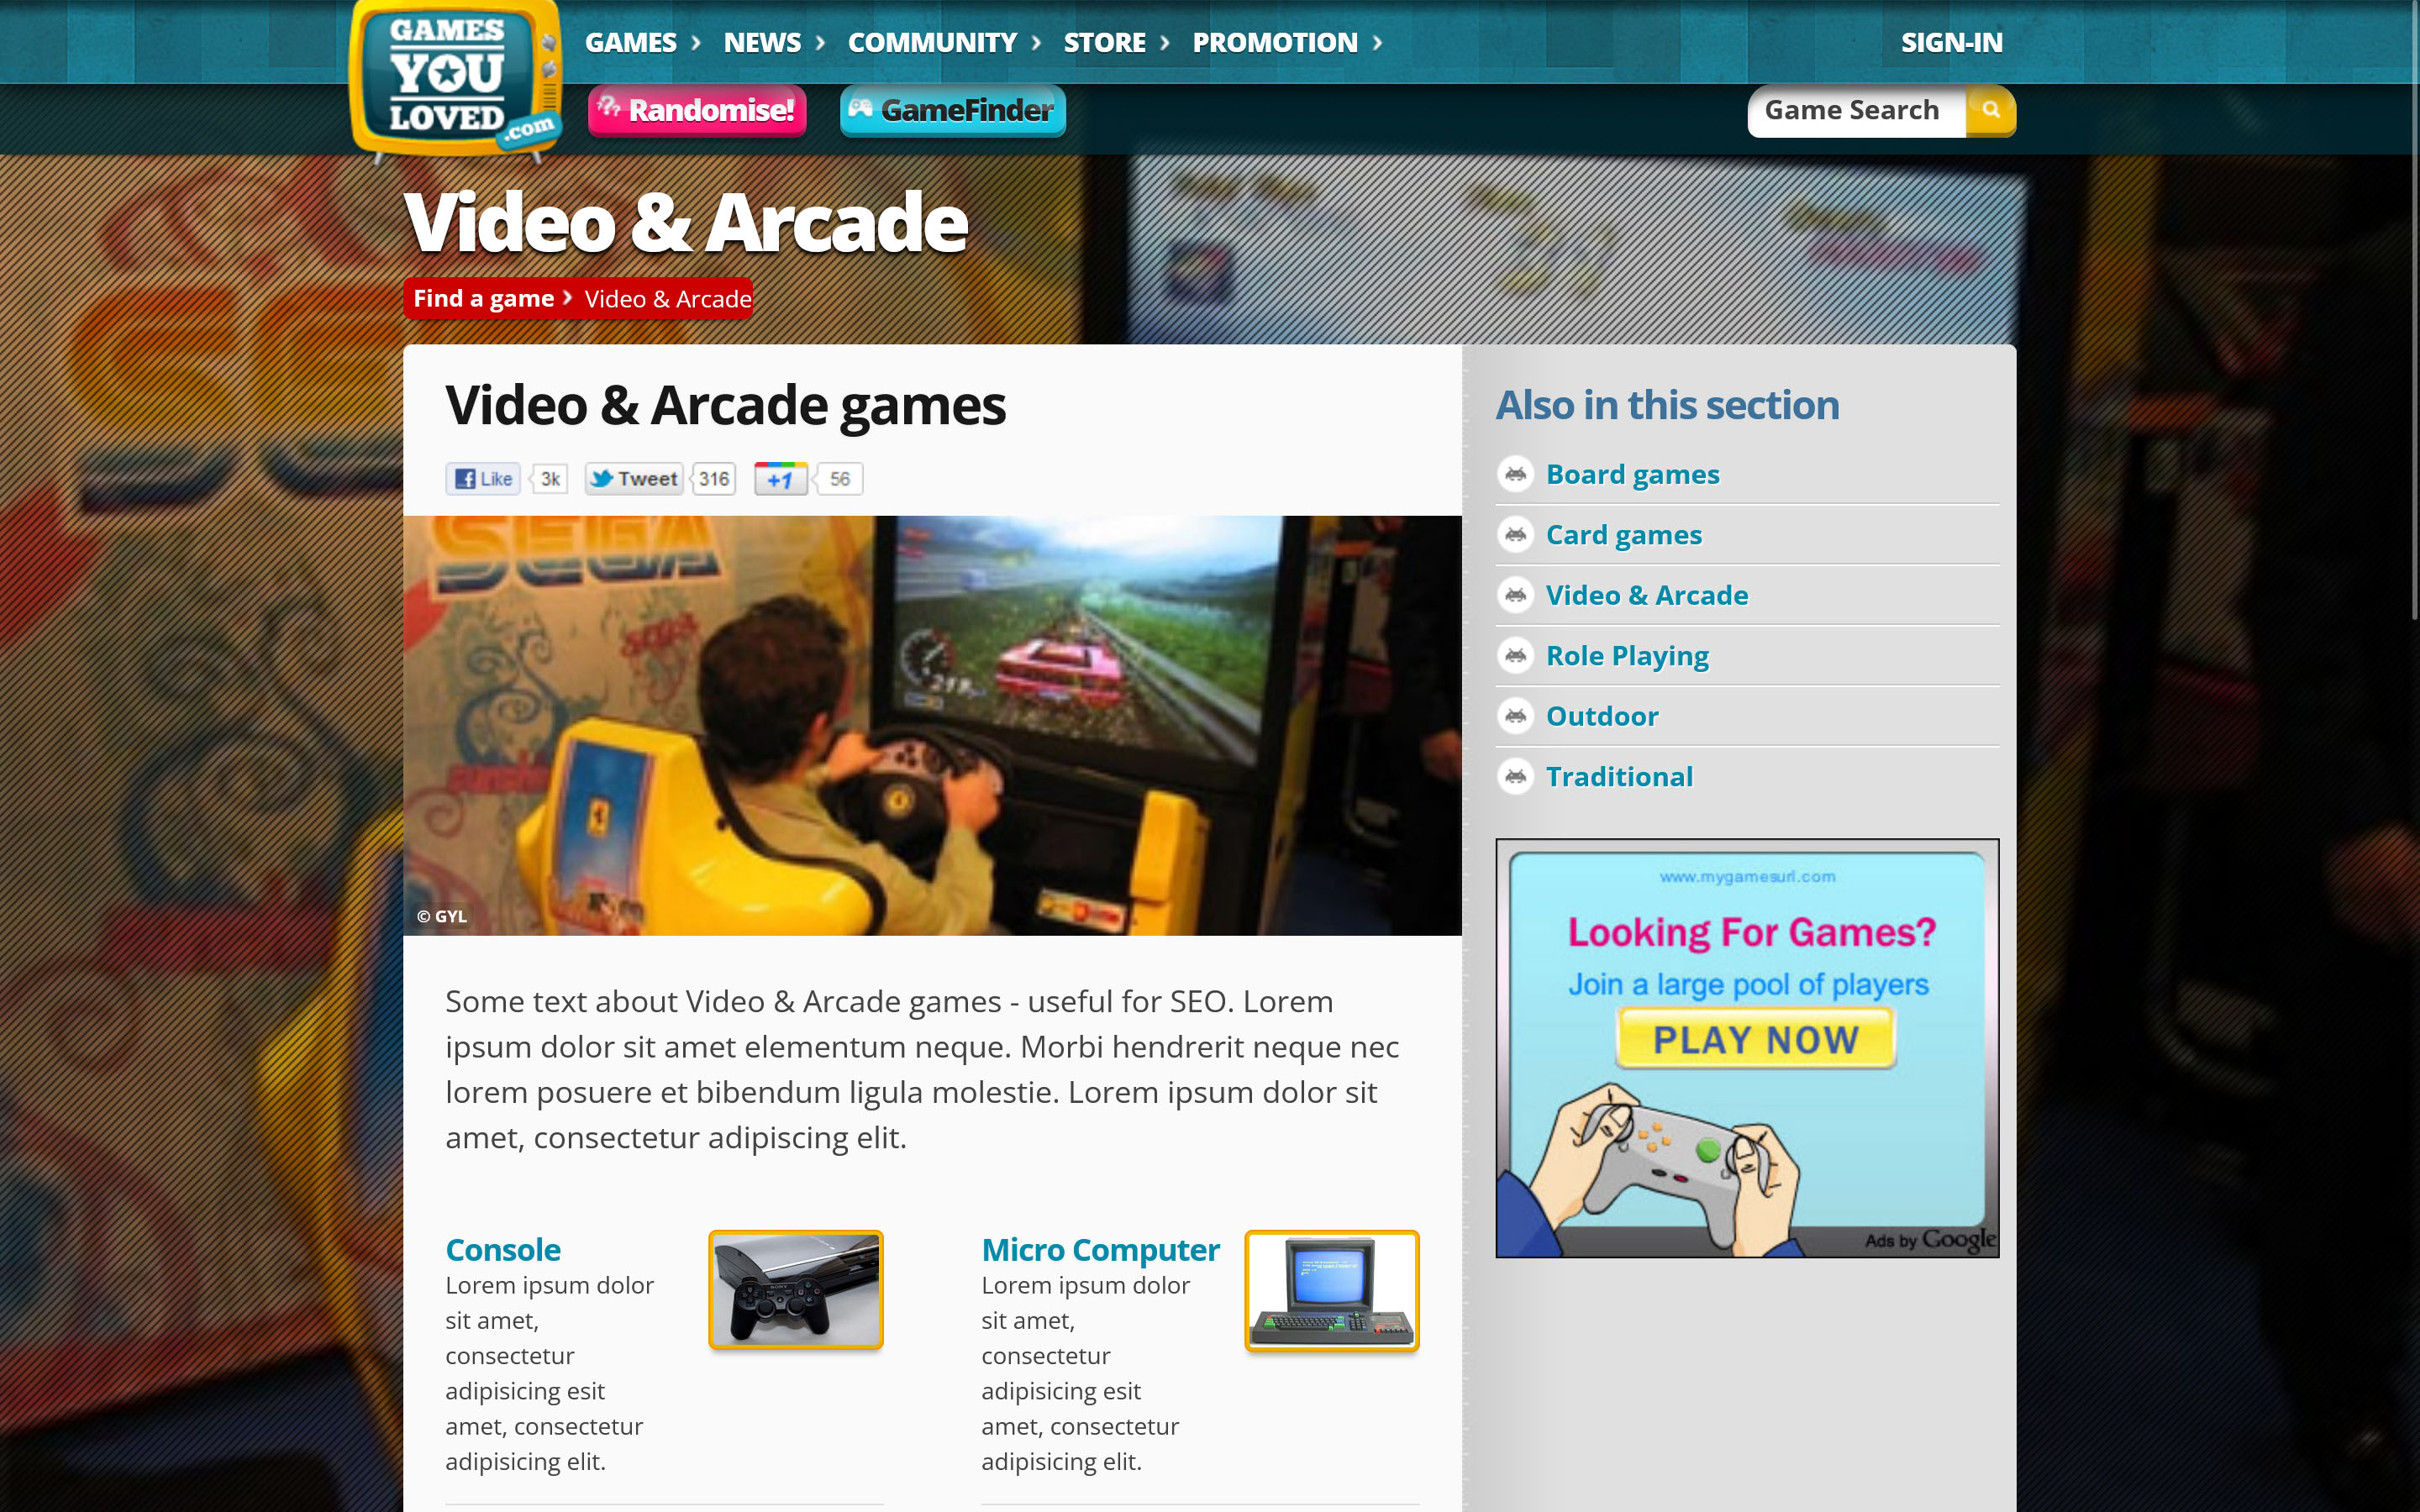 GAMES
YOU
LOVED
.com
GAMES
NEWS
COMMUNITY
STORE
PROMOTION
SIGN-IN
Randomise!
GameFinder
Game Search
Video & Arcade
Find a game
Video & Arcade
Video & Arcade games
Like
3k
Tweet
316
+1
56
SEGA
© GYL
Some text about Video & Arcade games - useful for SEO. Lorem
ipsum dolor sit amet elementum neque. Morbi hendrerit neque nec
lorem posuere et bibendum ligula molestie. Lorem ipsum dolor sit
amet, consectetur adipiscing elit.
Console
Lorem ipsum dolor
sit amet,
consectetur
adipisicing esit
amet, consectetur
adipisicing elit.
Micro Computer
Lorem ipsum dolor
sit amet,
consectetur
adipisicing esit
amet, consectetur
adipisicing elit.
Also in this section
Board games
Card games
Video & Arcade
Role Playing
Outdoor
Traditional
www.mygamesurl.com
Looking For Games?
Join a large pool of players
PLAY NOW
Ads by Google